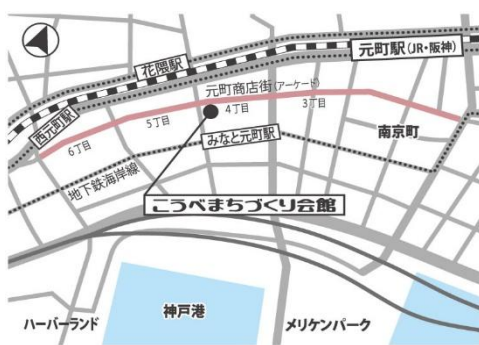 元町駅(JR・阪神)
花隈駅
西元町駅
元町商店街(アーケード)
6丁目
5丁目
4丁目
3丁目
みなと元町駅
南京町
地下鉄海岸線
こうべまちづくり会館
ハーバーランド
神戸港
メリケンパーク